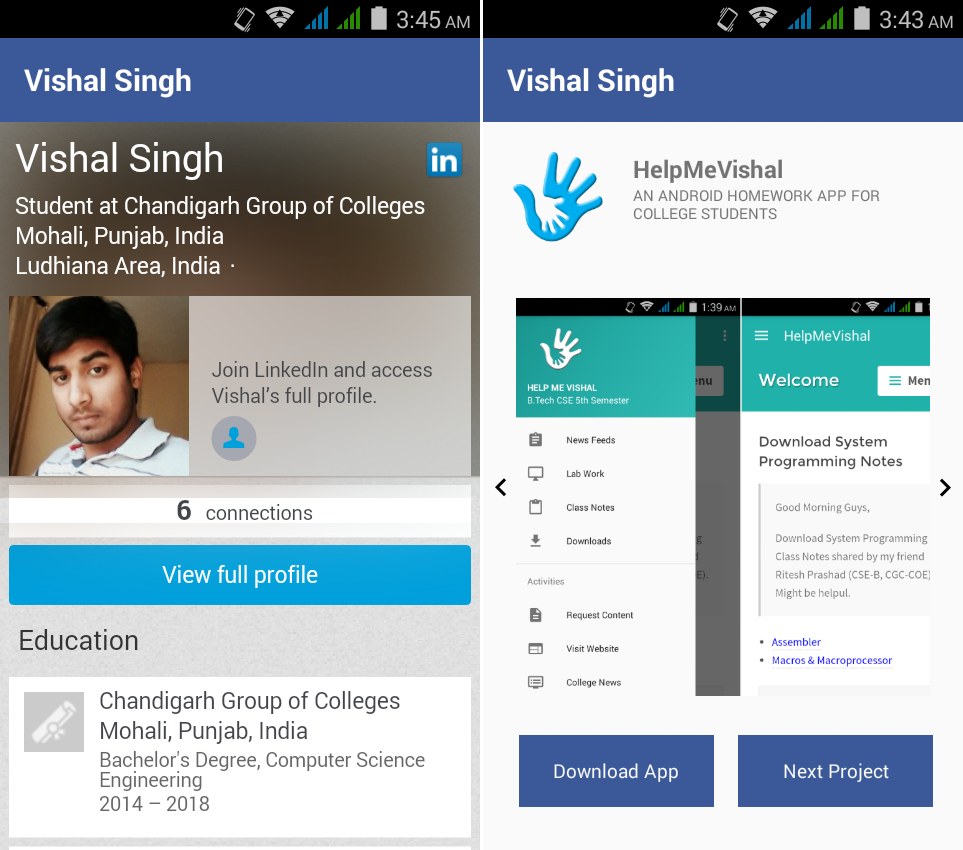 3:45 AM
Vishal Singh
Vishal Singh
in
Student at Chandigarh Group of Colleges
Mohali, Punjab, India
Ludhiana Area, India ·
Join LinkedIn and access
Vishal's full profile.
6 connections
View full profile
Education
Chandigarh Group of Colleges
Mohali, Punjab, India
Bachelor's Degree, Computer Science
Engineering
2014 – 2018
3:43 AM
Vishal Singh
HelpMeVishal
AN ANDROID HOMEWORK APP FOR
COLLEGE STUDENTS
1:39 AM
HELP ME VISHAL
B.Tech CSE 5th Semester
enu
News Feeds
Lab Work
Class Notes
Downloads
E).
Activities
Request Content
Visit Website
College News
HelpMeVishal
Welcome
Men
Download System
Programming Notes
Good Morning Guys,
Download System Programming
Class Notes shared by my friend
Ritesh Prashad (CSE-B, CGC-COE)
Might be helpul.
• Assembler
• Macros & Macroprocessor
Download App
Next Project